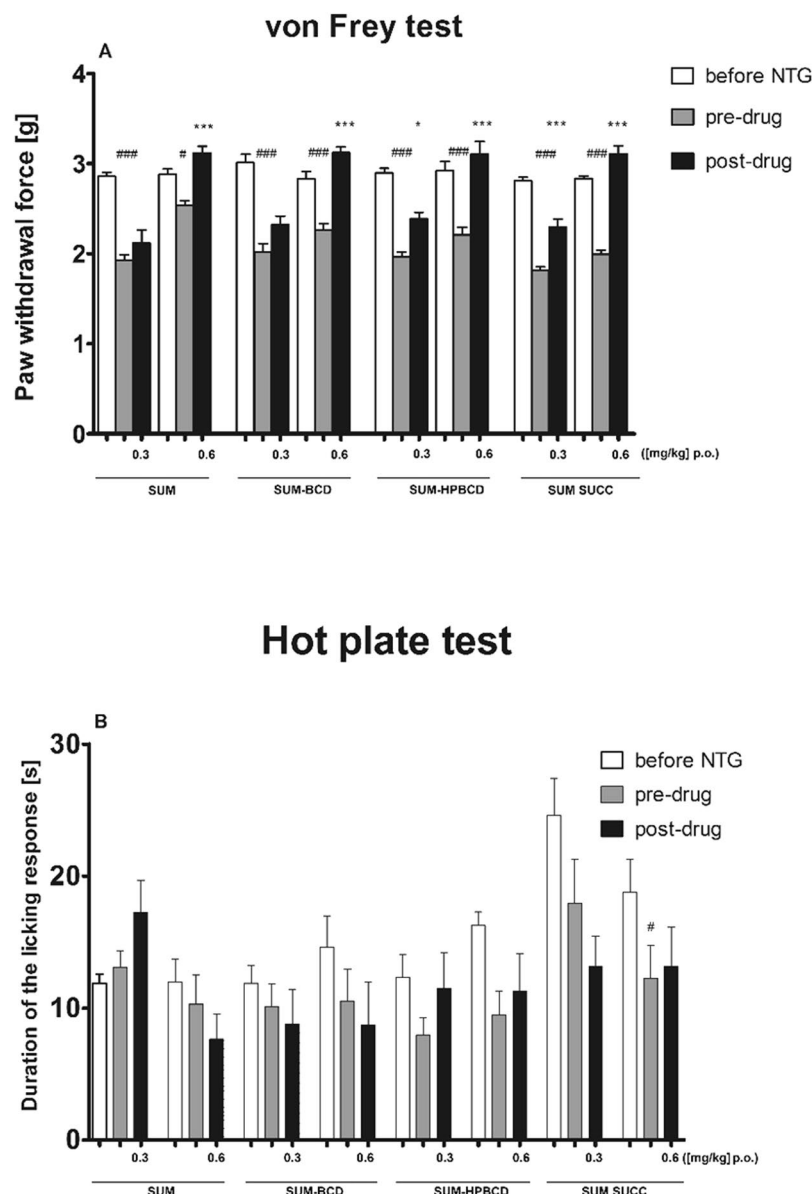 von Frey test
A
Paw withdrawal force [g]
4
3
2
1
0
before NTG
pre-drug
post-drug
### # *** ### ### *** ### * ### *** ### *** ### ***
0.3 0.6 0.3 0.6 0.3 0.6 0.3 0.6 ([mg/kg] p.o.)
SUM SUM-BCD SUM-HPBCD SUM SUCC
Hot plate test
B
Duration of the licking response [s]
30
20
10
0
before NTG
pre-drug
post-drug
#
0.3 0.6 0.3 0.6 0.3 0.6 0.3 0.6 ([mg/kg] p.o.)
SUM SUM-BCD SUM-HPBCD SUM SUCC